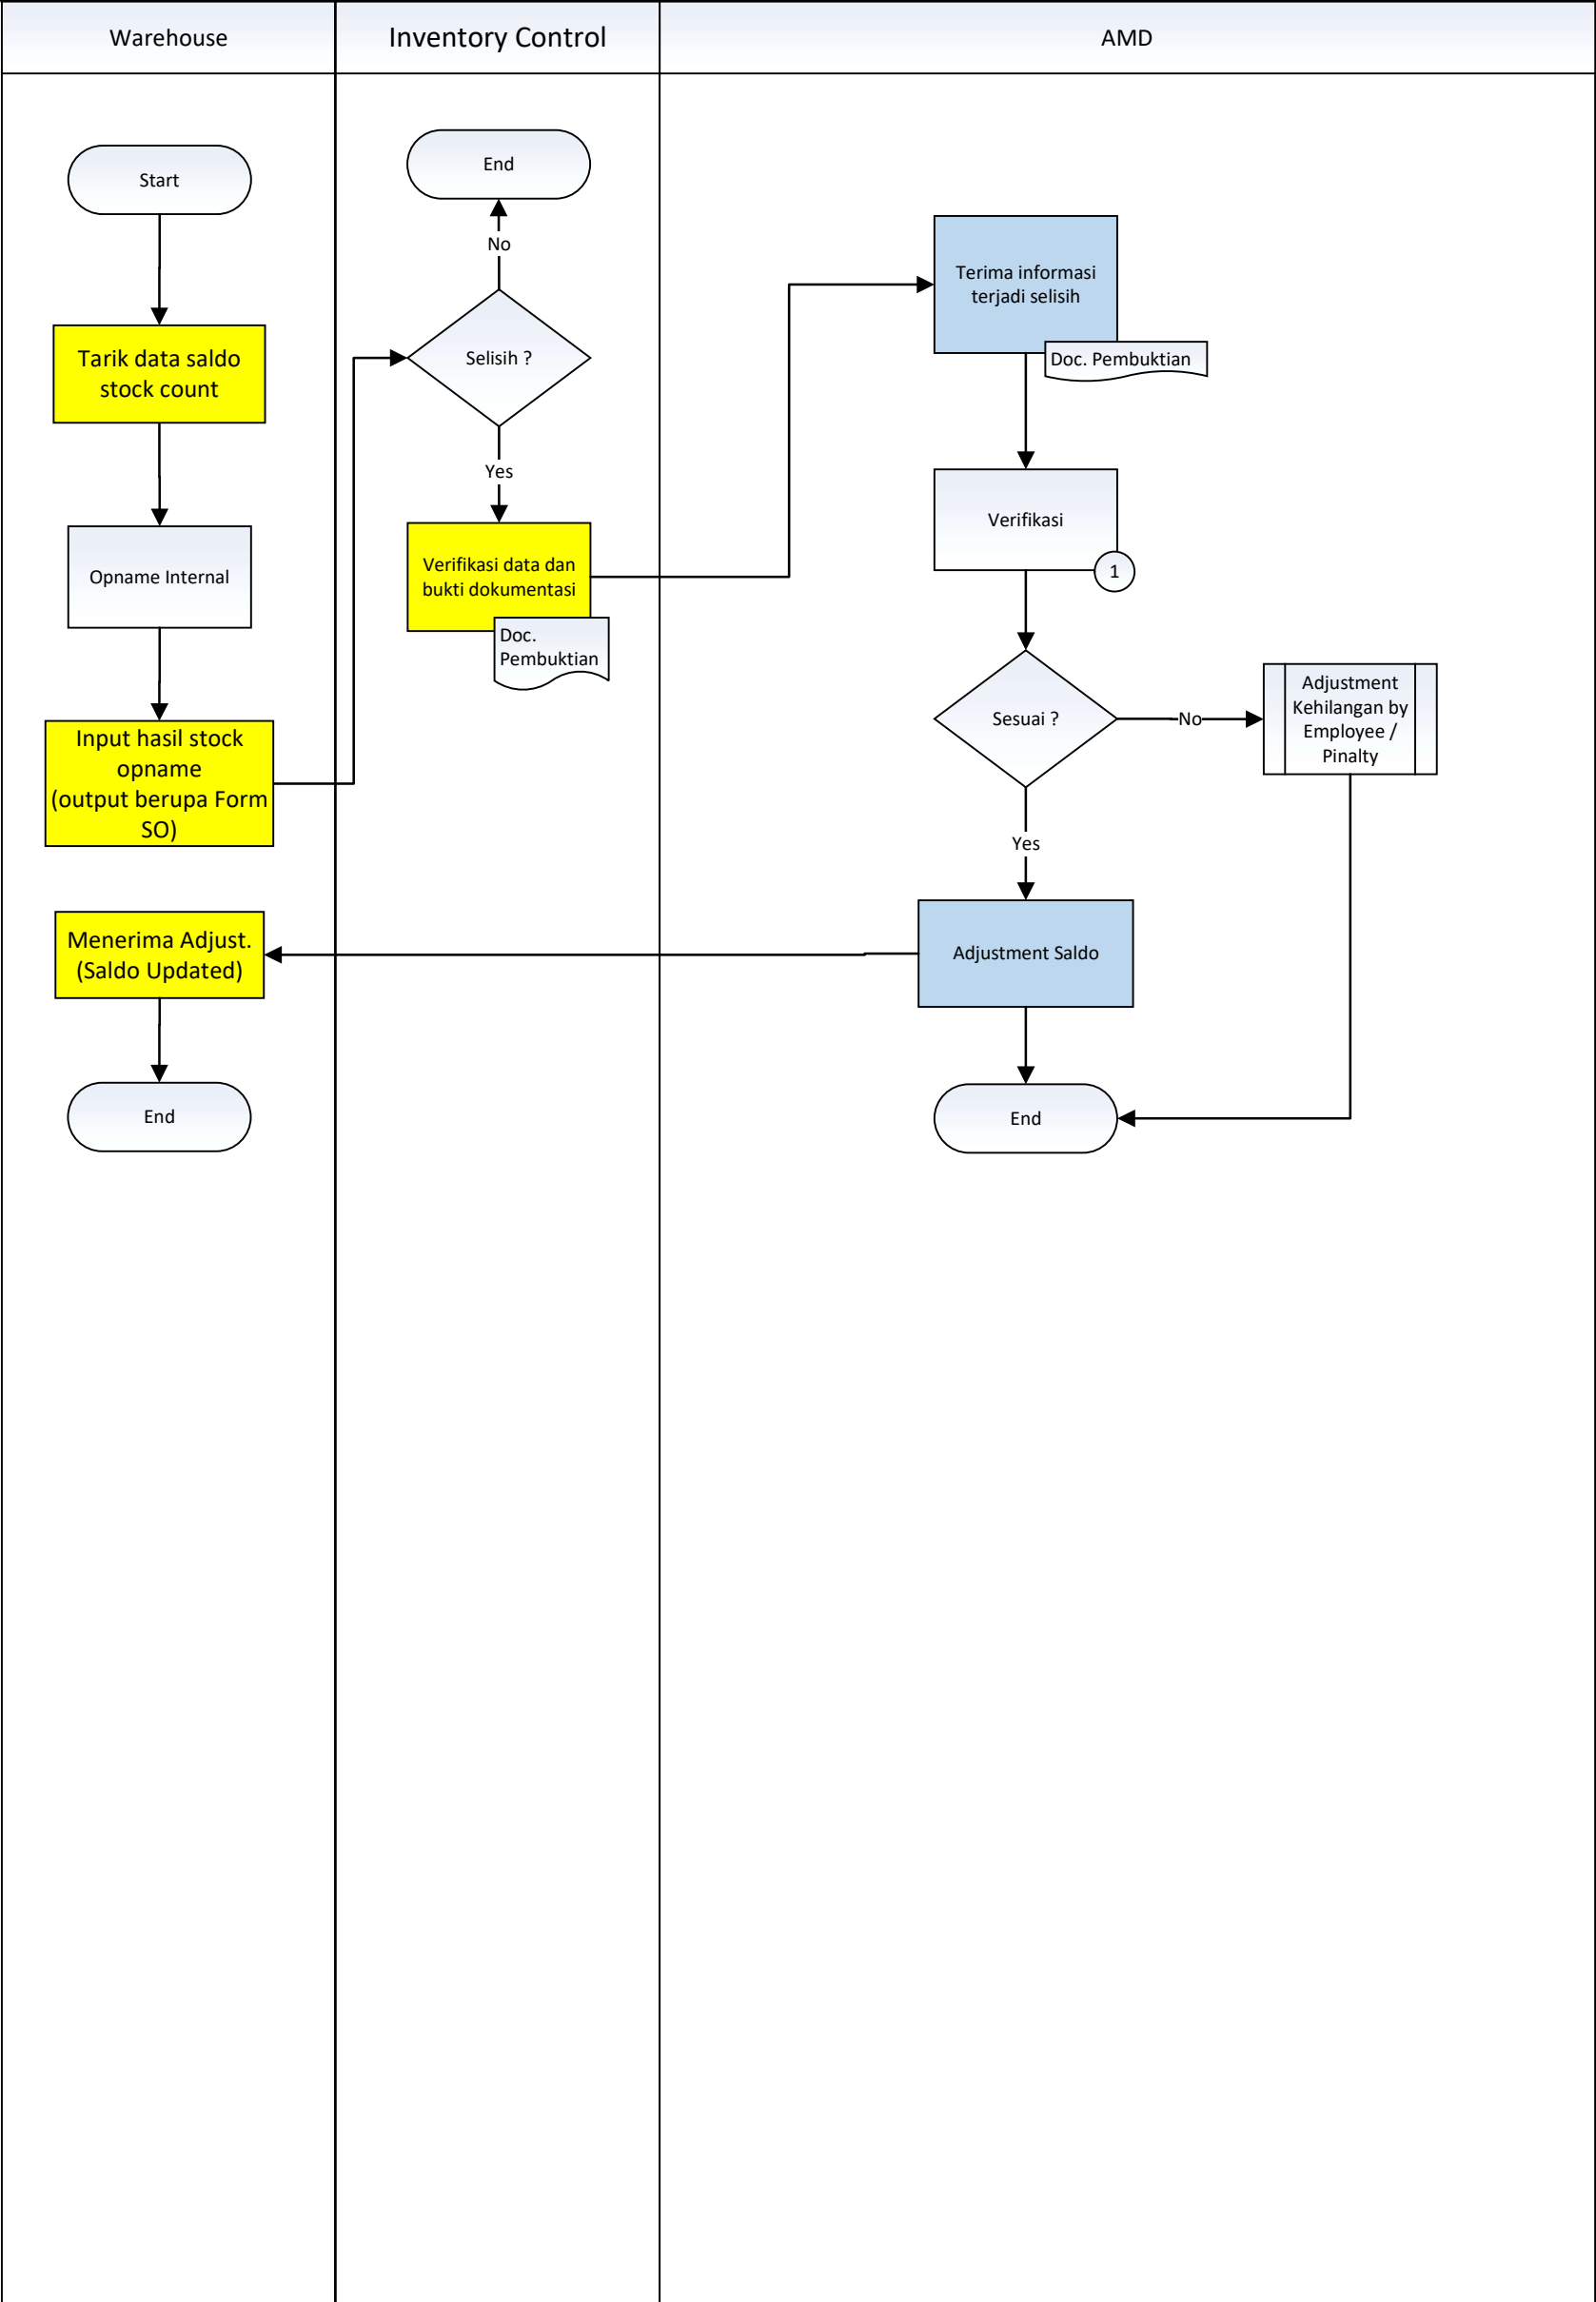 Warehouse
Inventory Control
AMD
Start
Tarik data saldo
stock count
Opname Internal
Input hasil stock
opname
(output berupa Form
SO)
Menerima Adjust.
(Saldo Updated)
End
End
No
Selisih ?
Yes
Verifikasi data dan
bukti dokumentasi
Doc.
Pembuktian
Terima informasi
terjadi selisih
Doc. Pembuktian
Verifikasi
1
Sesuai ?
No
Adjustment
Kehilangan by
Employee /
Pinalty
Yes
Adjustment Saldo
End